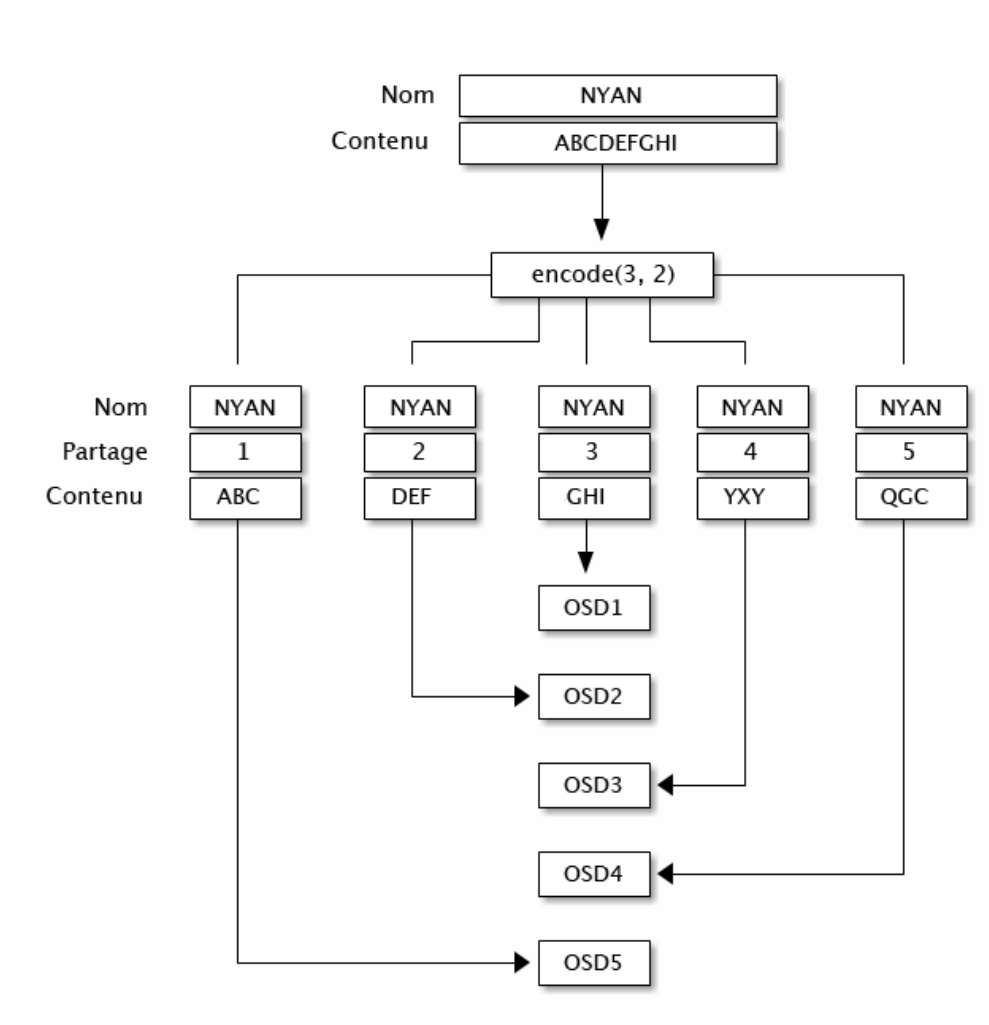 Nom NYAN
Contenu ABCDEFGHI
encode(3, 2)
Nom NYAN NYAN NYAN NYAN NYAN
Partage 1 2 3 4 5
Contenu ABC DEF GHI YXY QGC
OSD1
OSD2
OSD3
OSD4
OSD5